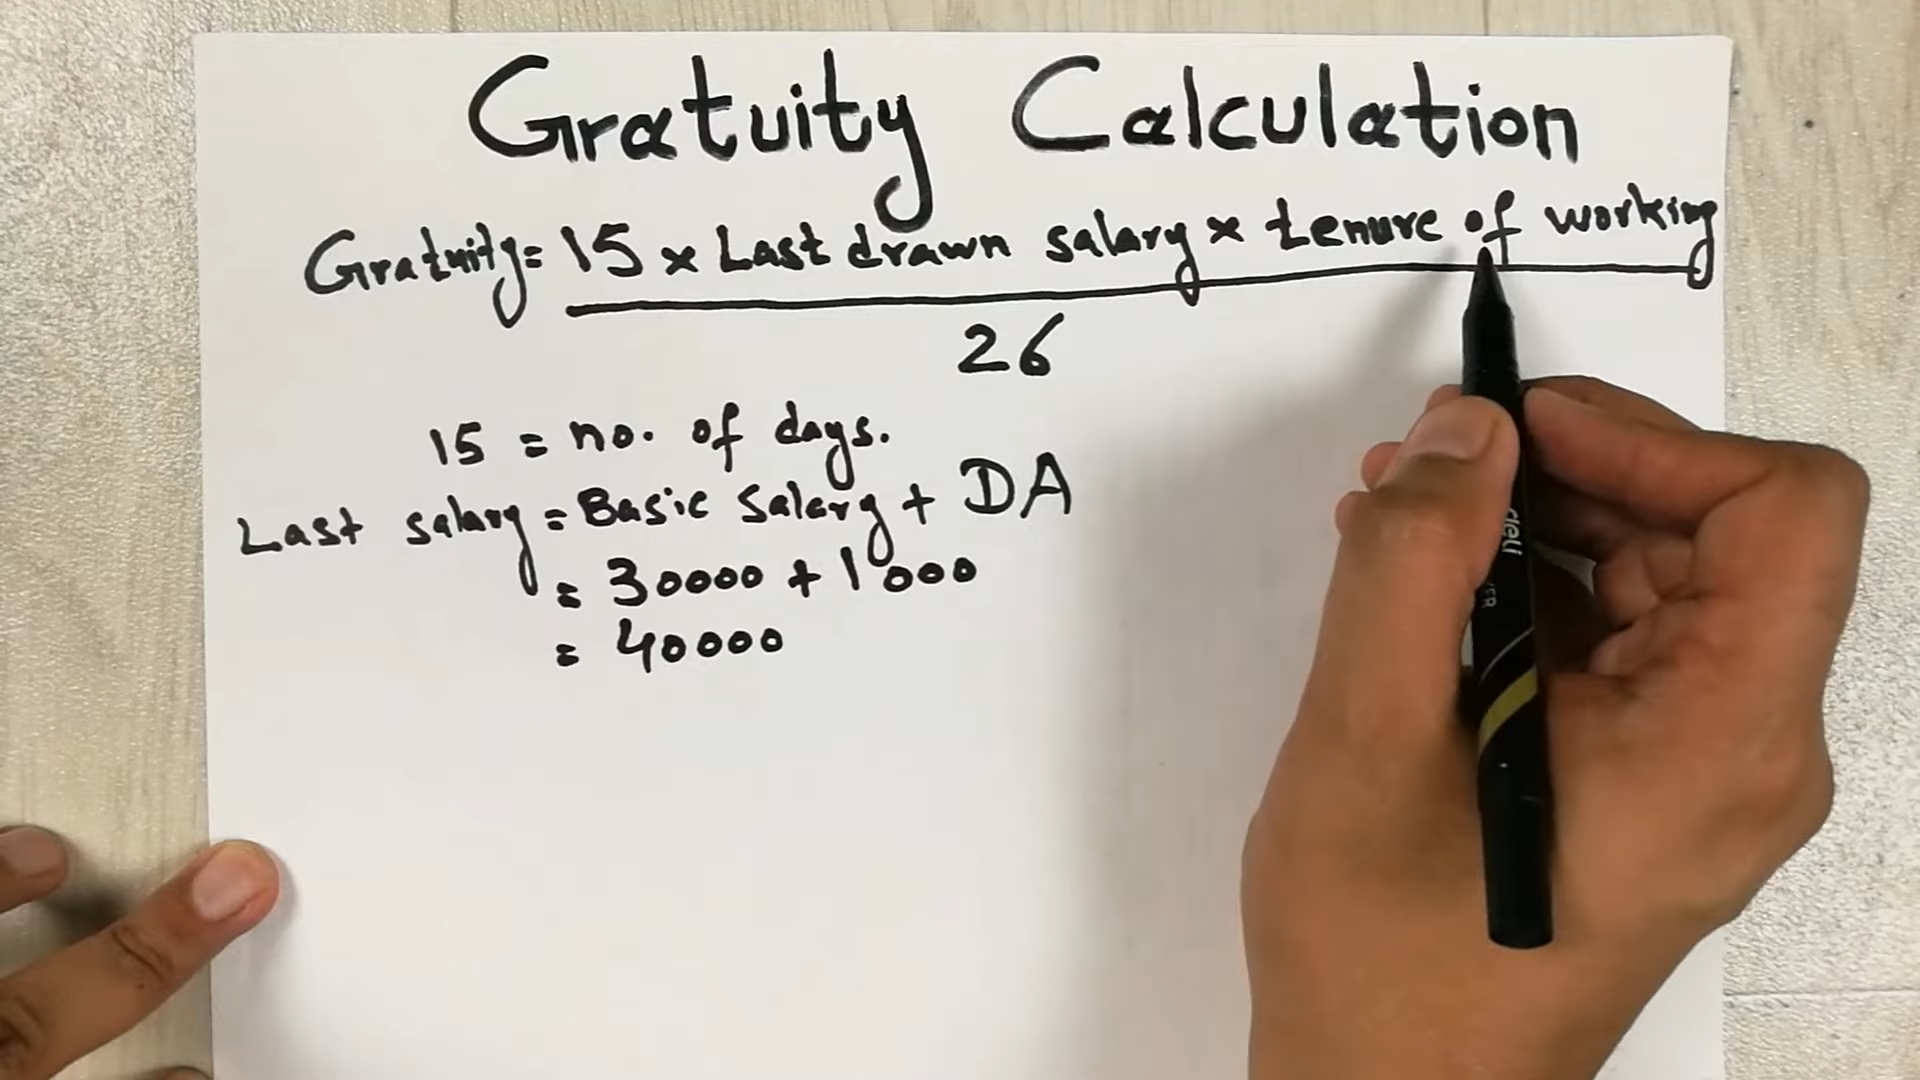 Gratuity Calculation
Gratuity = 15 × Last drawn salary × tenure of working
26
15 = no. of days.
Last salary = Basic Salary + DA
= 30000 + 1000
= 40000
deli